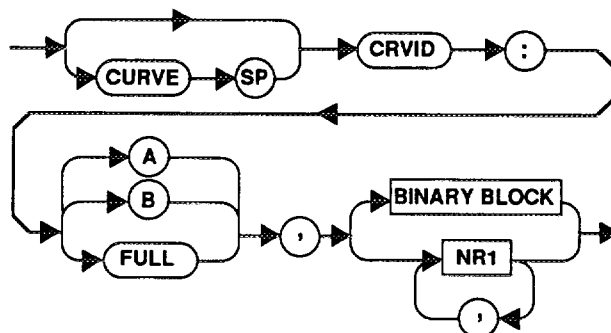 CURVE SP CRVID :
A
B
FULL , BINARY BLOCK
NR1
,